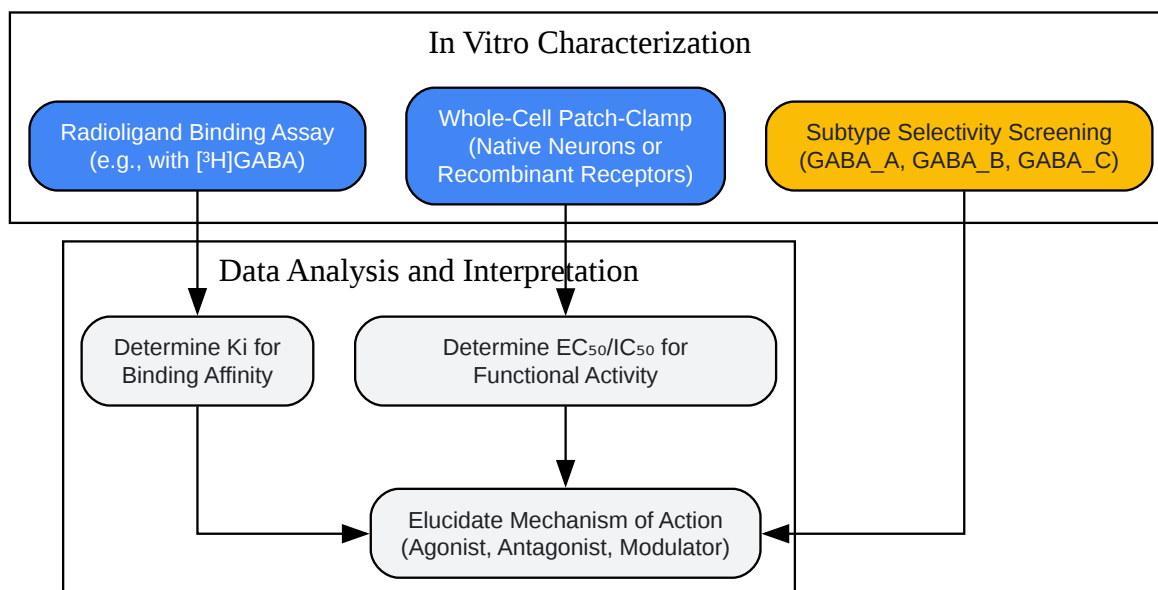 In Vitro Characterization
Radioligand Binding Assay
(e.g., with [³H]GABA)
Whole-Cell Patch-Clamp
(Native Neurons or
Recombinant Receptors)
Subtype Selectivity Screening
(GABA_A, GABA_B, GABA_C)
Data Analysis and Interpretation
Determine Ki for
Binding Affinity
Determine EC₅₀/IC₅₀ for
Functional Activity
Elucidate Mechanism of Action
(Agonist, Antagonist, Modulator)